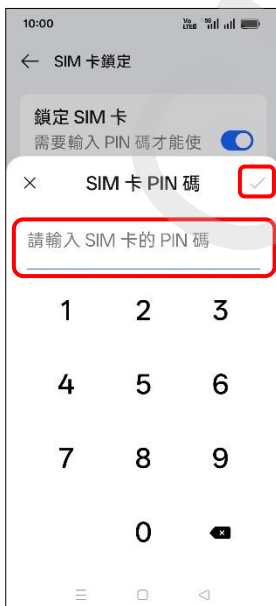 10:00
SIM 卡鎖定
鎖定 SIM 卡
需要輸入 PIN 碼才能使
SIM 卡 PIN 碼
請輸入 SIM 卡的 PIN 碼
1 2 3
4 5 6
7 8 9
0